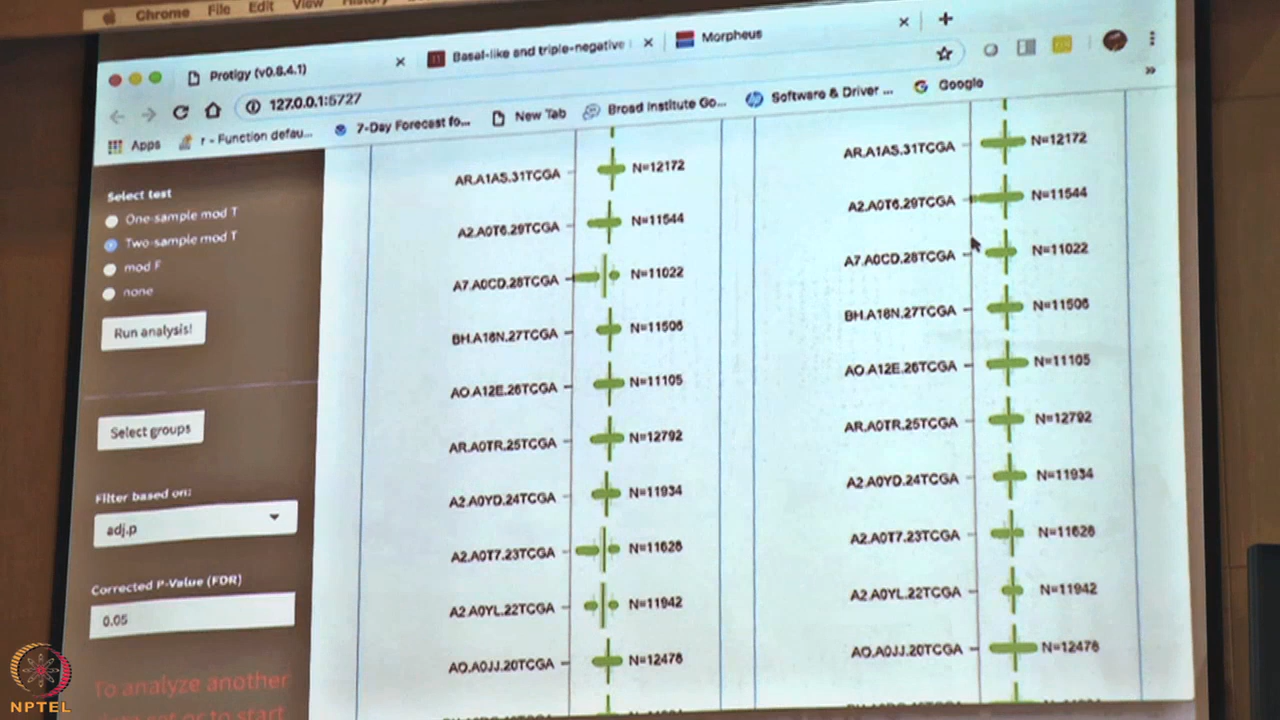 Chrome File Edit View History
Protigy (v0.8.4.1) Basal-like and triple-negative Morpheus
127.0.0.1:5727
Apps r - Function defau... 7-Day Forecast fo... New Tab Broad Institute Go... Software & Driver ... Google
Select test
One-sample mod T
Two-sample mod T
mod F
none
Run analysis!
Select groups
Filter based on:
adj.p
Corrected P-Value (FDR)
0.05
To analyze another
AR.A1AS.31TCGA N=12172
A2.A0T6.29TCGA N=11544
A7.A0CD.28TCGA N=11022
BH.A18N.27TCGA N=11506
AO.A12E.26TCGA N=11105
AR.A0TR.25TCGA N=12792
A2.A0YD.24TCGA N=11934
A2.A0T7.23TCGA N=11626
A2.A0YL.22TCGA N=11942
AO.A0JJ.20TCGA N=12476
AR.A1AS.31TCGA N=12172
A2.A0T6.29TCGA N=11544
A7.A0CD.28TCGA N=11022
BH.A18N.27TCGA N=11506
AO.A12E.26TCGA N=11105
AR.A0TR.25TCGA N=12792
A2.A0YD.24TCGA N=11934
A2.A0T7.23TCGA N=11626
A2.A0YL.22TCGA N=11942
AO.A0JJ.20TCGA N=12476
NPTEL